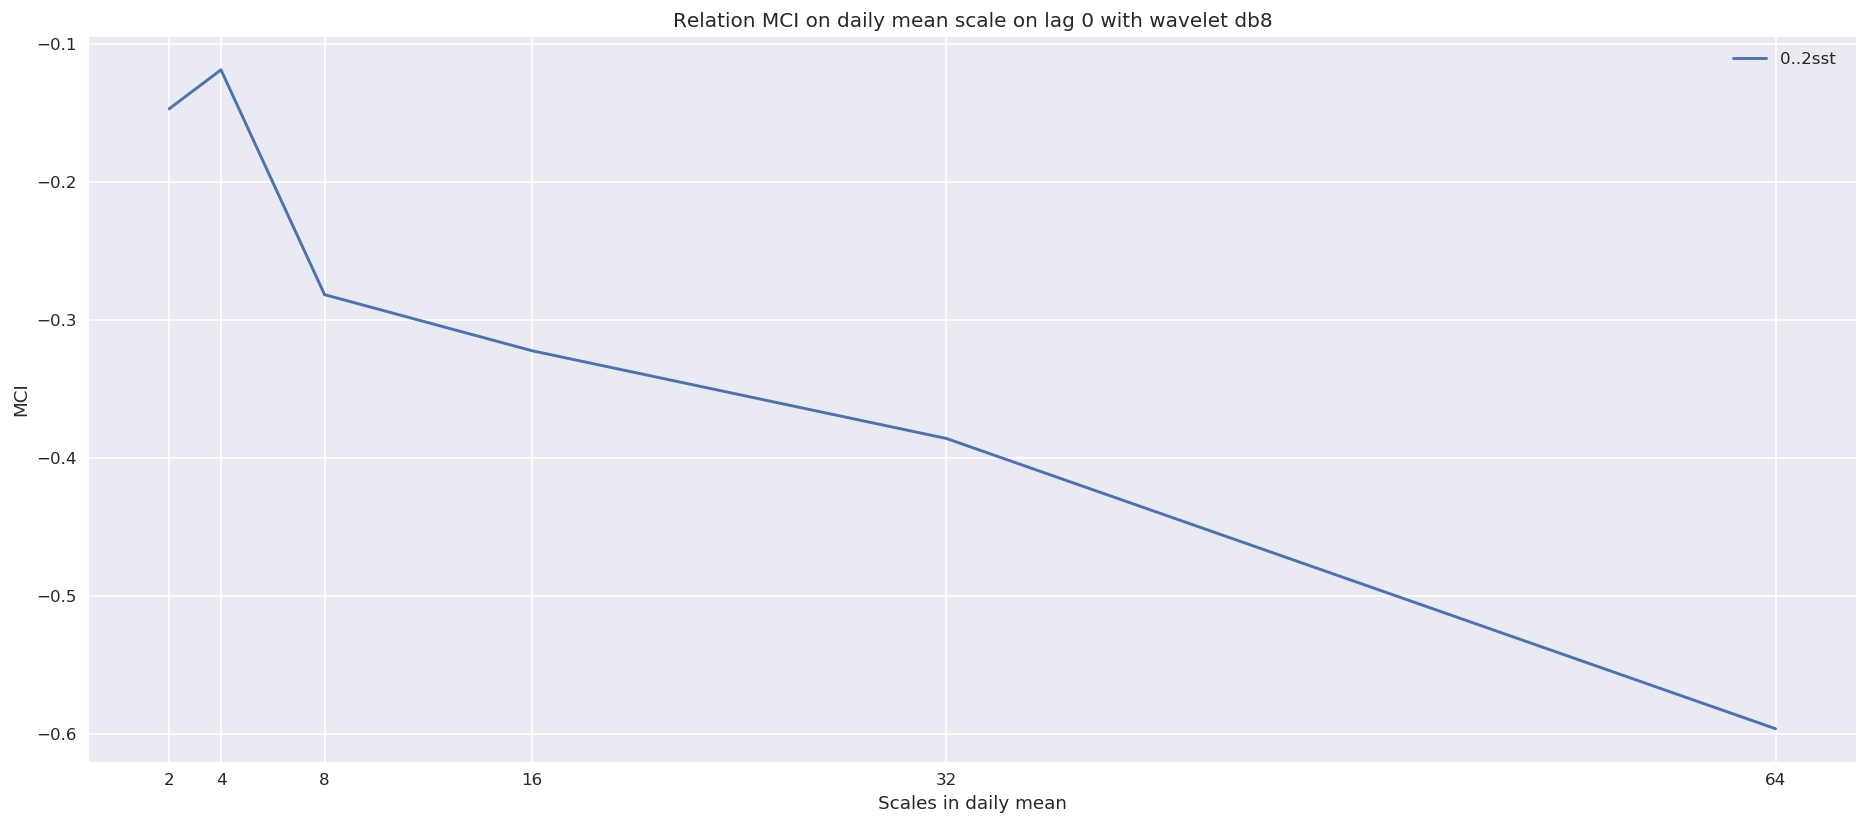 Relation MCI on daily mean scale on lag 0 with wavelet db8
−0.1
0..2sst
−0.2
−0.3
MCI
−0.4
−0.5
−0.6
2 4 8 16 32 64
Scales in daily mean